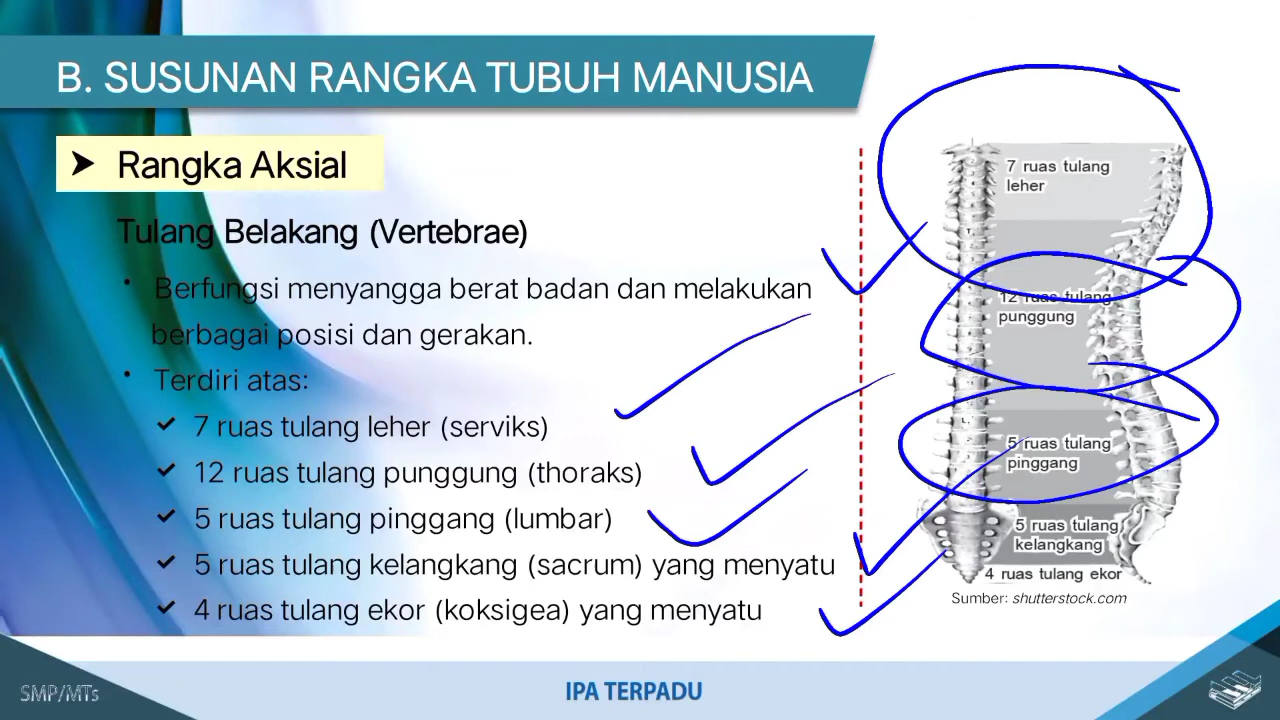 B. SUSUNAN RANGKA TUBUH MANUSIA
➤ Rangka Aksial
Tulang Belakang (Vertebrae)
• Berfungsi menyangga berat badan dan melakukan
berbagai posisi dan gerakan.
• Terdiri atas:
✔ 7 ruas tulang leher (serviks)
✔ 12 ruas tulang punggung (thoraks)
✔ 5 ruas tulang pinggang (lumbar)
✔ 5 ruas tulang kelangkang (sacrum) yang menyatu
✔ 4 ruas tulang ekor (koksigea) yang menyatu
7 ruas tulang
leher
12 ruas tulang
punggung
5 ruas tulang
pinggang
5 ruas tulang
kelangkang
4 ruas tulang ekor
Sumber: shutterstock.com
SMP/MTs
IPA TERPADU